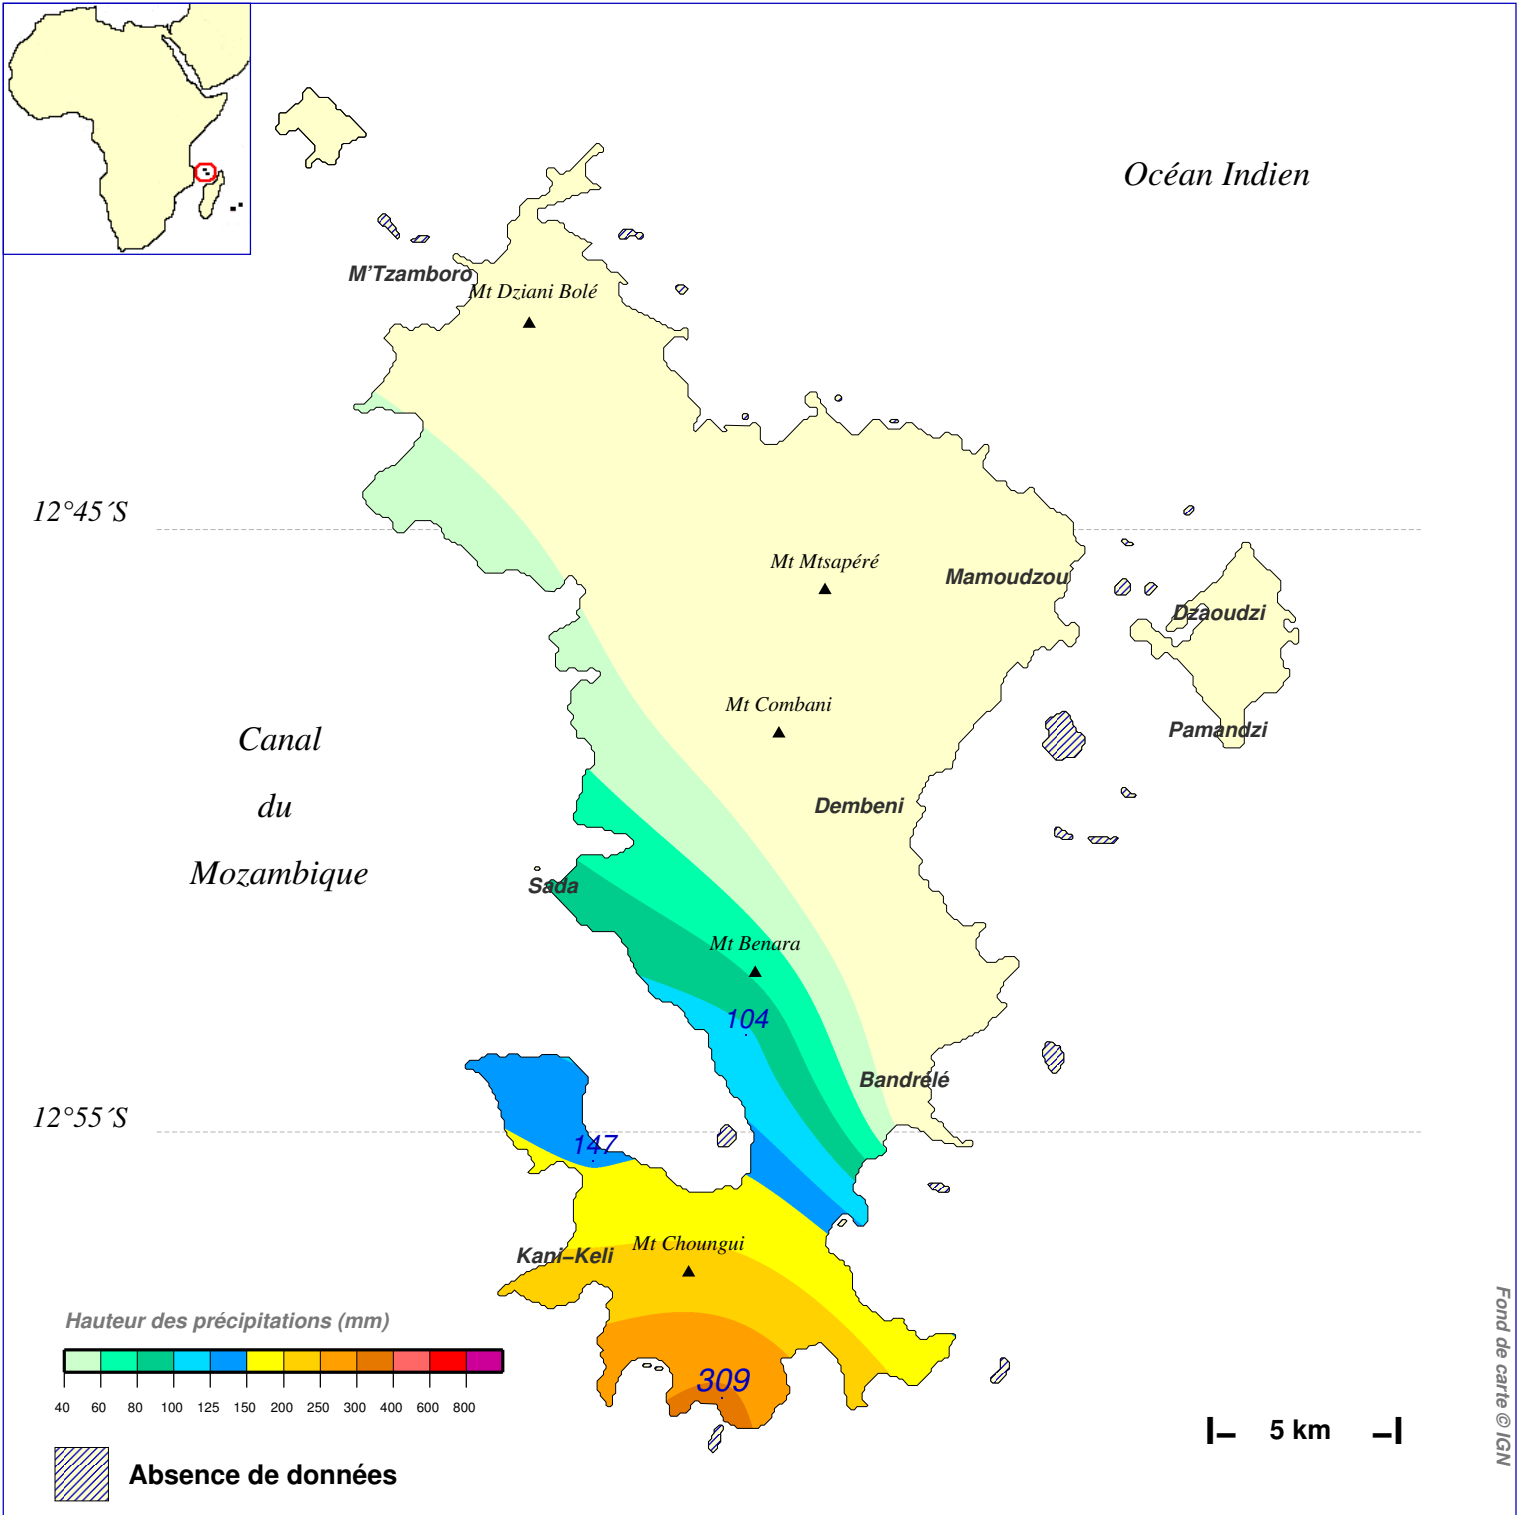 Océan Indien
M'Tzamboro
Mt Dziani Bolé
12°45´S
Mt Mtsapéré
Mamoudzou
Dzaoudzi
Mt Combani
Pamandzi
Canal
du
Mozambique
Dembeni
Sada
Mt Benara
104
Bandrélé
12°55´S
147
Kani–Keli
Mt Choungui
309
Hauteur des précipitations (mm)
40 60 80 100 125 150 200 250 300 400 600 800
Absence de données
5 km
Fond de carte © IGN